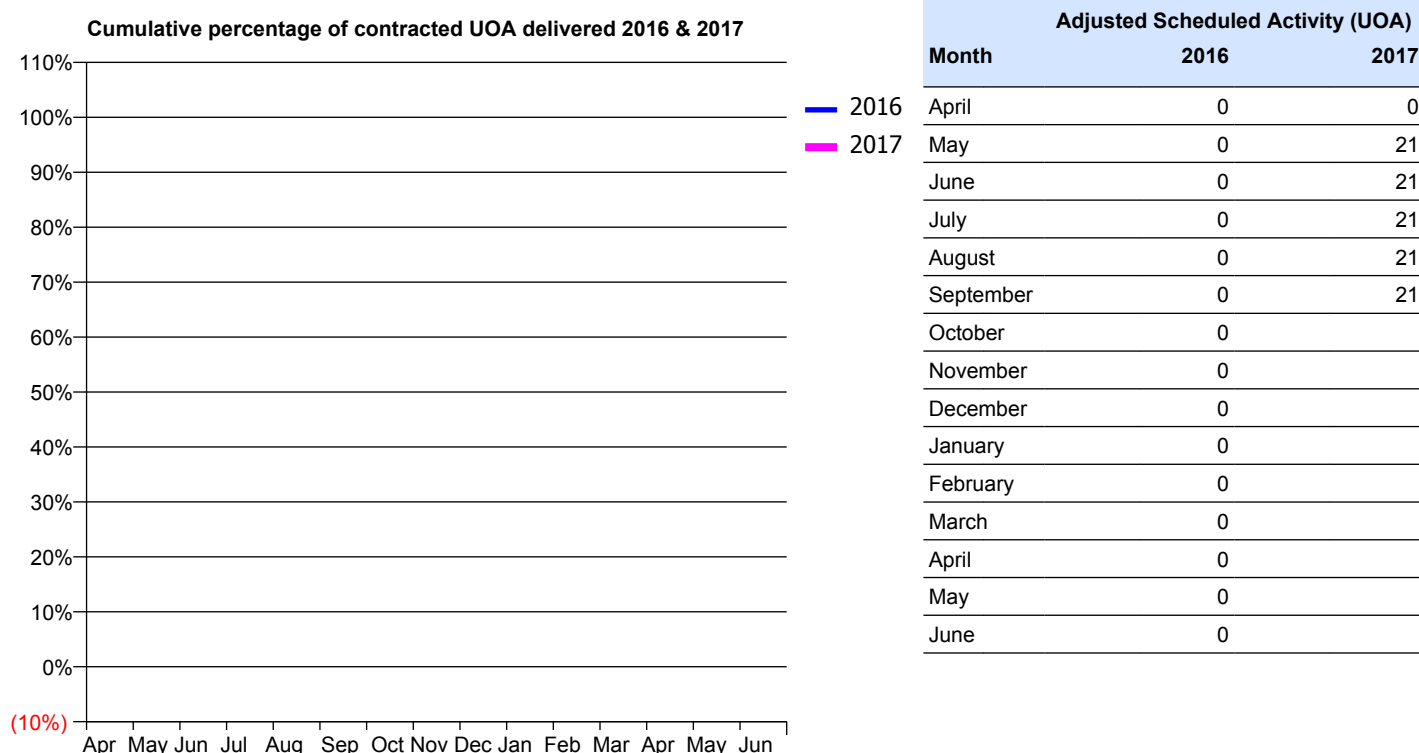 Cumulative percentage of contracted UOA delivered 2016 & 2017
110%
100%
90%
80%
70%
60%
50%
40%
30%
20%
10%
0%
(10%)
Apr May Jun Jul Aug Sep Oct Nov Dec Jan Feb Mar Apr May Jun
2016
2017
Adjusted Scheduled Activity (UOA)
Month 2016 2017
April 0 0
May 0 21
June 0 21
July 0 21
August 0 21
September 0 21
October 0
November 0
December 0
January 0
February 0
March 0
April 0
May 0
June 0